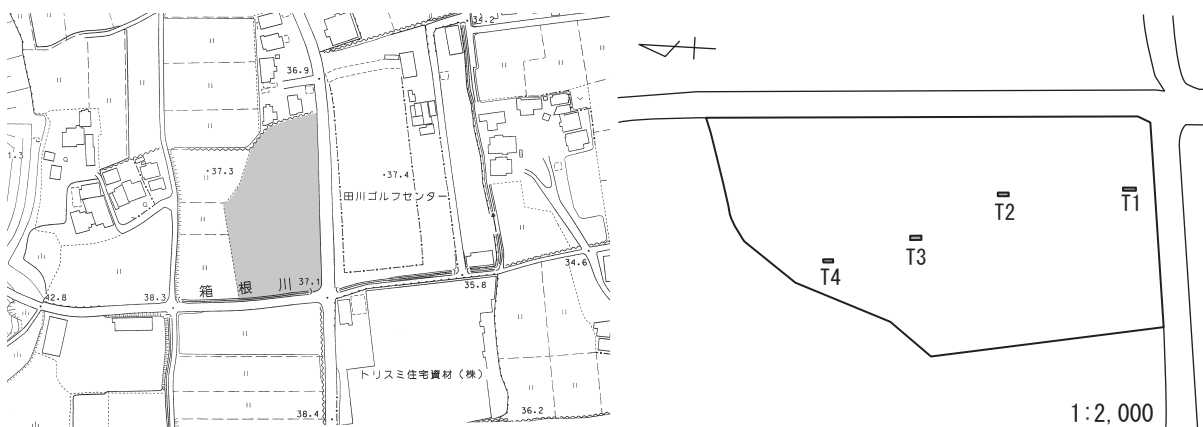 34.2
36.9
1.3
・37.3
・37.4
田川ゴルフセンター
34.6
42.8
38.3
箱根川
37.1
35.8
トリスミ住宅資材（株）
38.4
36.2
T1
T2
T3
T4
1:2,000